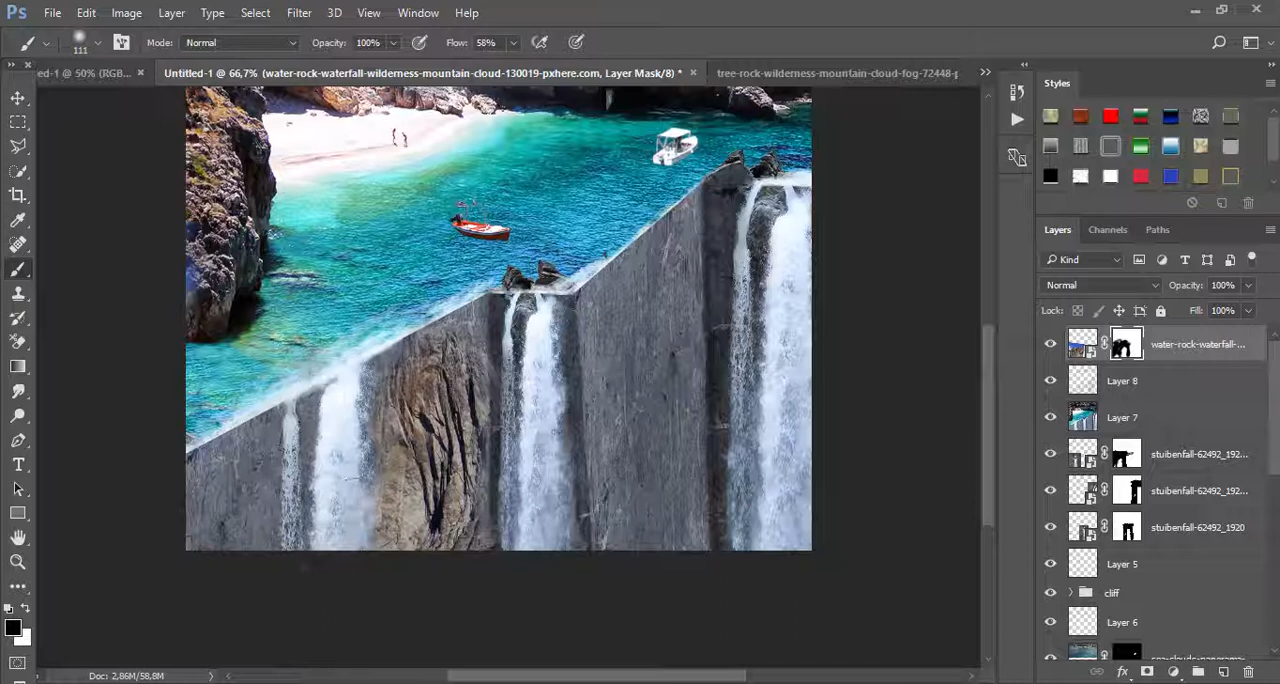 Ps File Edit Image Layer Type Select Filter 3D View Window Help
111 Mode: Normal Opacity: 100% Flow: 58%
ed-1 @ 50% (RGB... × Untitled-1 @ 66,7% (water-rock-waterfall-wilderness-mountain-cloud-130019-pxhere.com, Layer Mask/8) * × tree-rock-wilderness-mountain-cloud-fog-72448-p
Styles
Layers Channels Paths
Kind
Normal Opacity: 100%
Lock: Fill: 100%
water-rock-waterfall-...
Layer 8
Layer 7
stuibenfall-62492_192...
stuibenfall-62492_192...
stuibenfall-62492_1920
Layer 5
cliff
Layer 6
Doc: 2,86M/58,8M